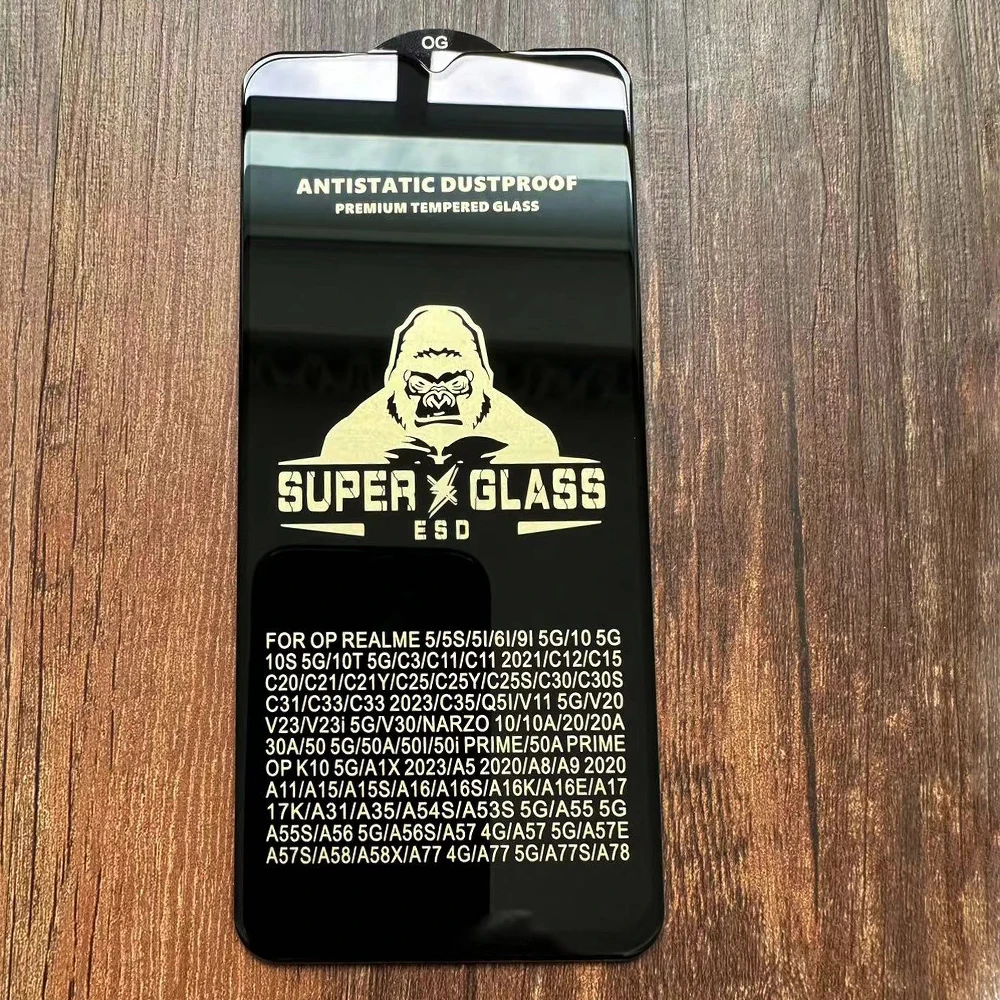 OG
ANTISTATIC DUSTPROOF
PREMIUM TEMPERED GLASS
SUPER GLASS
ESD
FOR OP REALME 5/5S/5I/6I/9I 5G/10 5G
10S 5G/10T 5G/C3/C11/C11 2021/C12/C15
C20/C21/C21Y/C25/C25Y/C25S/C30/C30S
C31/C33/C33 2023/C35/Q5I/V11 5G/V20
V23/V23i 5G/V30/NARZO 10/10A/20/20A
30A/50 5G/50A/50I/50i PRIME/50A PRIME
OP K10 5G/A1X 2023/A5 2020/A8/A9 2020
A11/A15/A15S/A16/A16S/A16K/A16E/A17
17K/A31/A35/A54S/A53S 5G/A55 5G
A55S/A56 5G/A56S/A57 4G/A57 5G/A57E
A57S/A58/A58X/A77 4G/A77 5G/A77S/A78